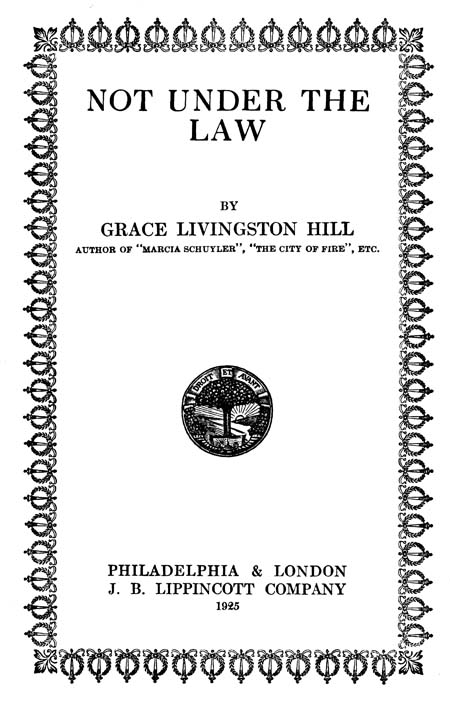 NOT UNDER THE
LAW
BY
GRACE LIVINGSTON HILL
AUTHOR OF "MARCIA SCHUYLER", "THE CITY OF FIRE", ETC.
DROIT ET AVANT
J.B.L.Co
PHILADELPHIA & LONDON
J. B. LIPPINCOTT COMPANY
1925